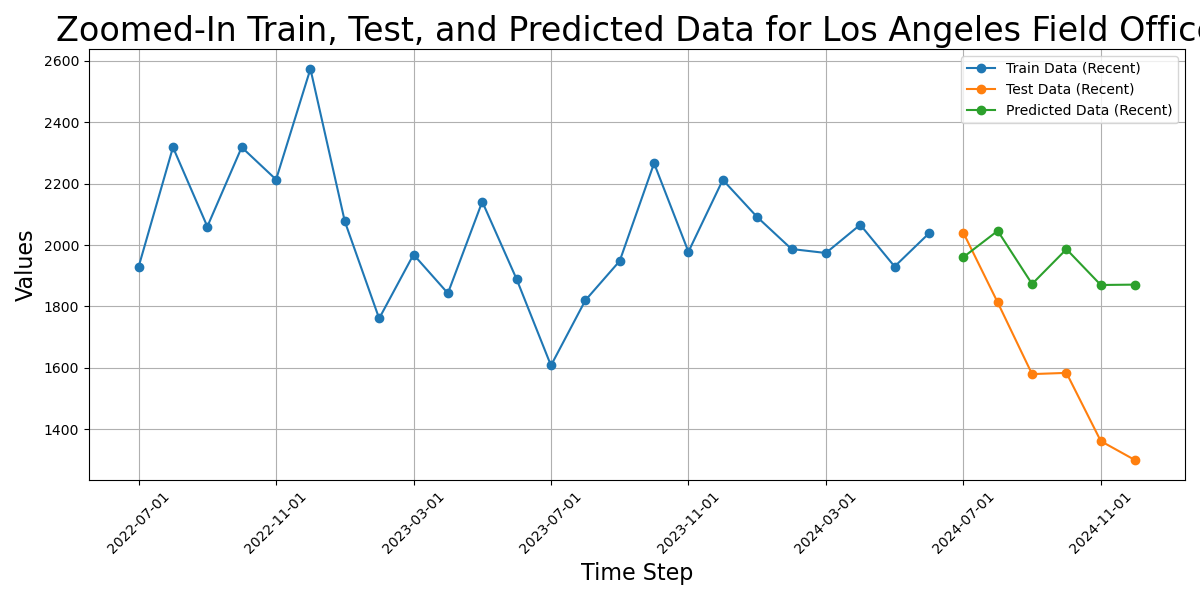 Zoomed-In Train, Test, and Predicted Data for Los Angeles Field Offic
Train Data (Recent)
Test Data (Recent)
Predicted Data (Recent)
Values
2600
2400
2200
2000
1800
1600
1400
2022-07-01
2022-11-01
2023-03-01
2023-07-01
2023-11-01
2024-03-01
2024-07-01
2024-11-01
Time Step